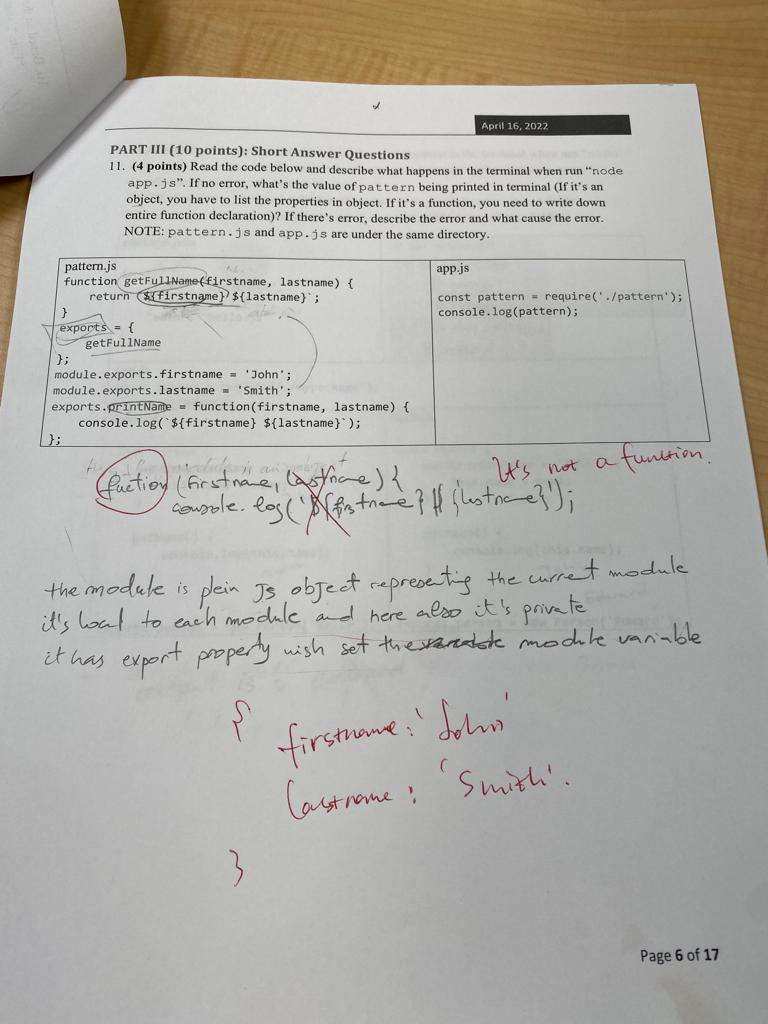 April 16, 2022
PART III (10 points): Short Answer Questions
11. (4 points) Read the code below and describe what happens in the terminal when run “node
app.js”. If no error, what’s the value of pattern being printed in terminal (If it’s an
object, you have to list the properties in object. If it’s a function, you need to write down
entire function declaration)? If there’s error, describe the error and what cause the error.
NOTE: pattern.js and app.js are under the same directory.
pattern.js
function getFullName(firstname, lastname) {
return `${firstname} ${lastname}`;
}
exports = {
getFullName
};
module.exports.firstname = 'John';
module.exports.lastname = 'Smith';
exports.printName = function(firstname, lastname) {
console.log(`${firstname} ${lastname}`);
};
app.js
const pattern = require('./pattern');
console.log(pattern);
It's not a function.
fuction (firstname, lastname) {
console.log('
the module is plein Js object representing the current module
it's local to each module and here also it's private
it has export property wish set the module variable
{
firstname: 'John'
lastname: 'Smith'.
}
Page 6 of 17